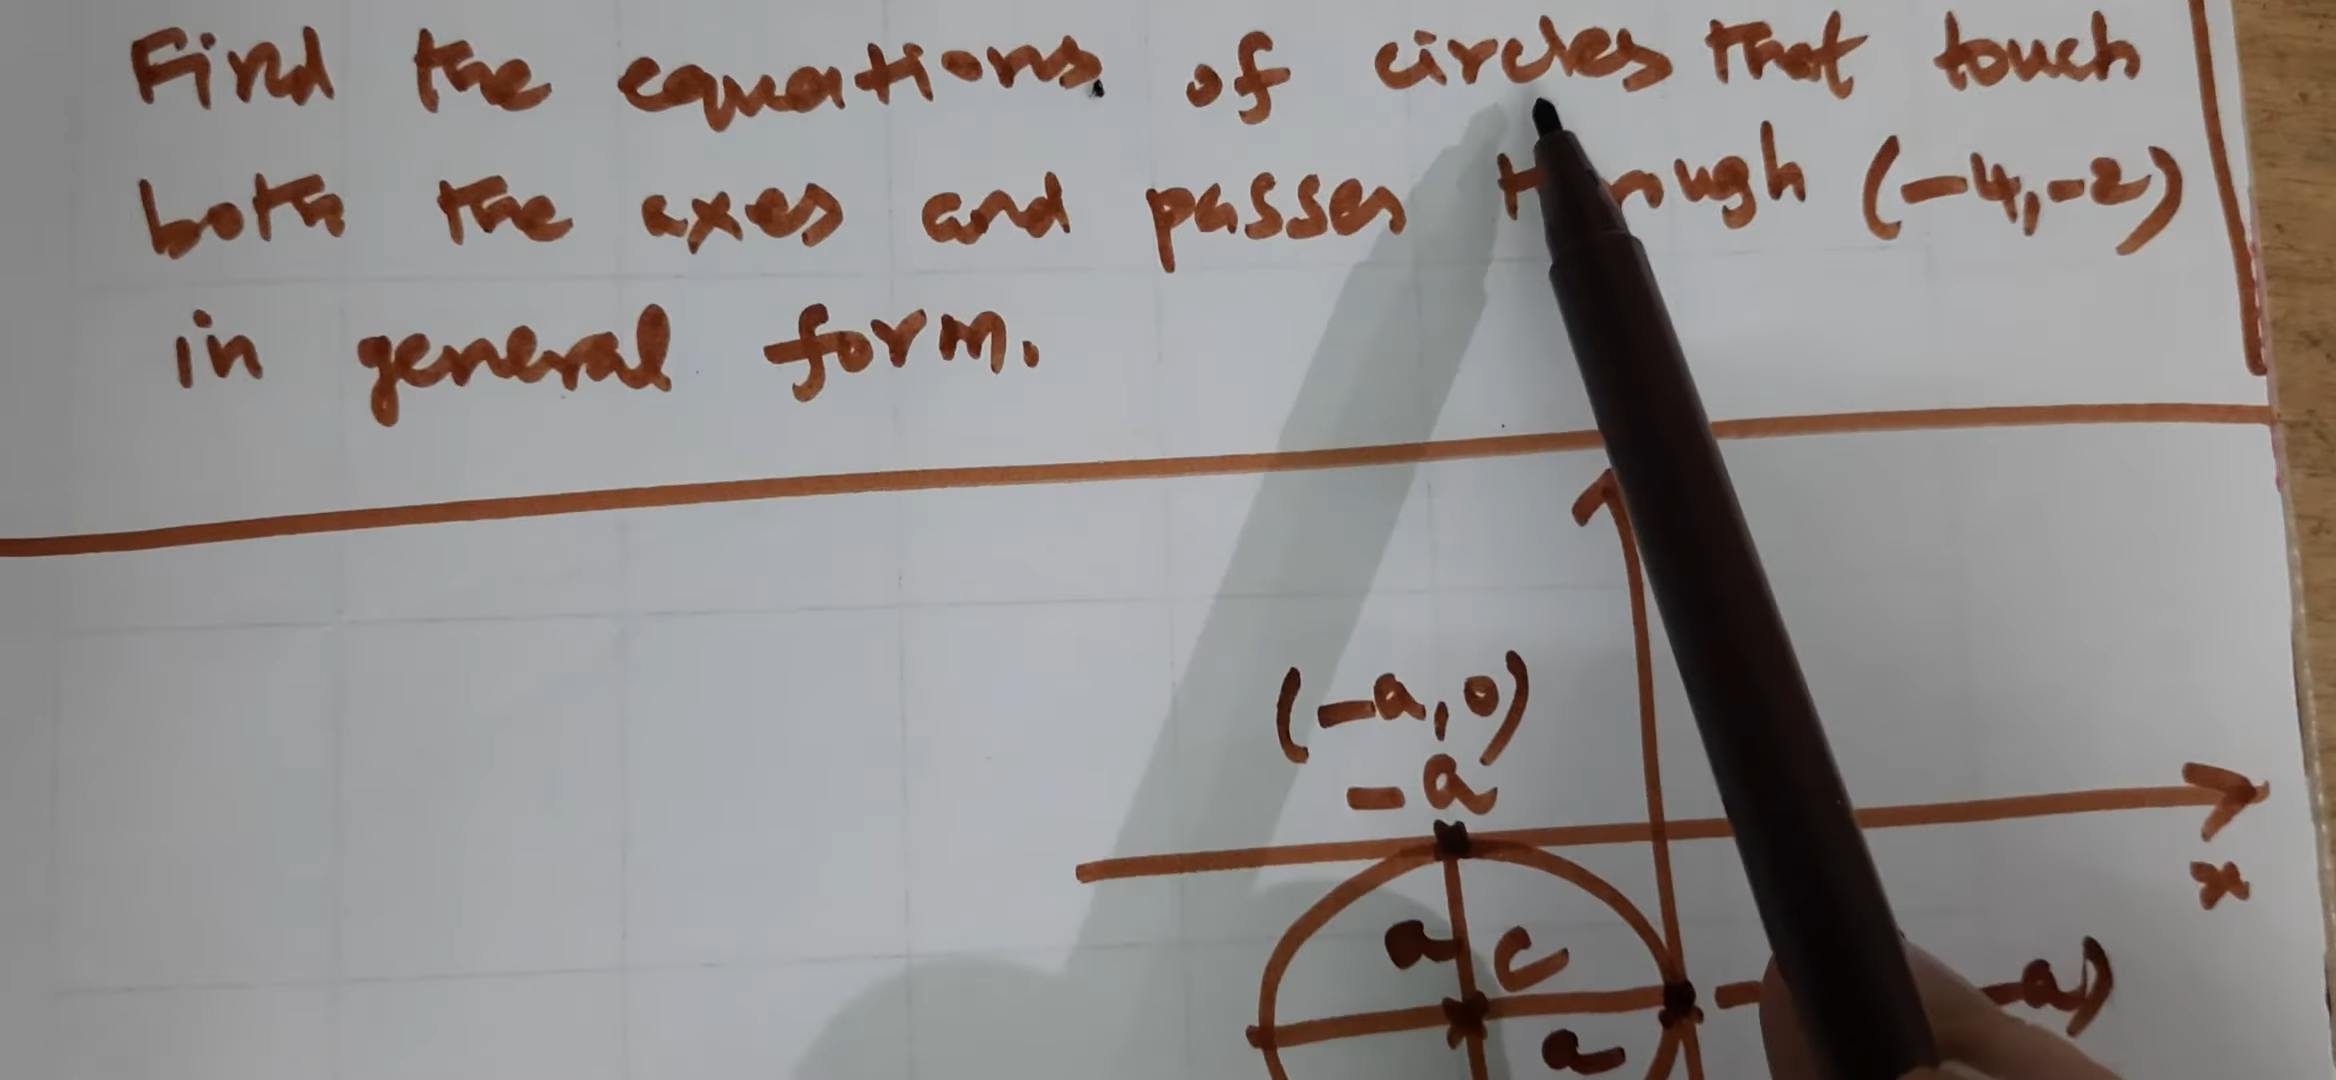 Find the equations of circles that touch
both the axes and passes through (-4,-2)
in general form.
(-a,0)
-a
x
a c
-a)
a